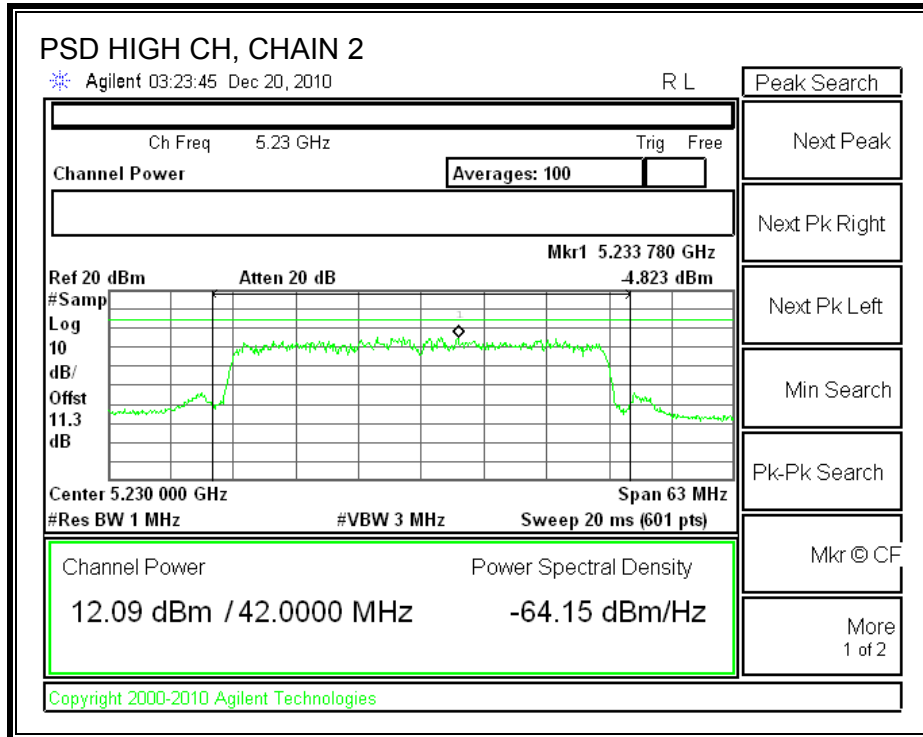 PSD HIGH CH, CHAIN 2
Agilent 03:23:45 Dec 20, 2010 R L
Peak Search
Ch Freq 5.23 GHz Trig Free
Channel Power Averages: 100
Mkr1 5.233 780 GHz
Ref 20 dBm Atten 20 dB -4.823 dBm
#Samp
Log
10
dB/
Offst
11.3
dB
1
Center 5.230 000 GHz Span 63 MHz
#Res BW 1 MHz #VBW 3 MHz Sweep 20 ms (601 pts)
Channel Power Power Spectral Density
12.09 dBm / 42.0000 MHz -64.15 dBm/Hz
Copyright 2000-2010 Agilent Technologies
Next Peak
Next Pk Right
Next Pk Left
Min Search
Pk-Pk Search
Mkr © CF
More
1 of 2